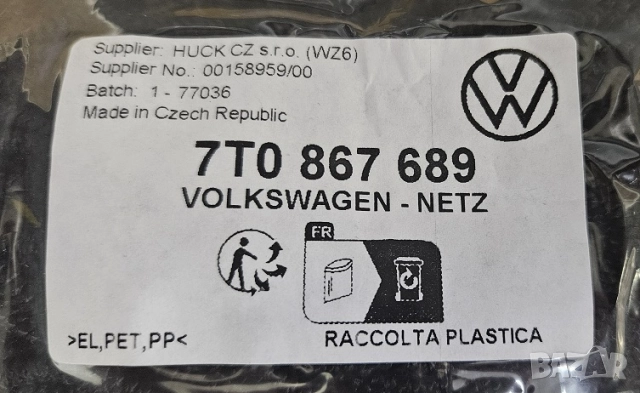 Supplier: HUCK CZ s.r.o. (WZ6)
Supplier No.: 00158959/00
Batch: 1 - 77036
Made in Czech Republic
7T0 867 689
VOLKSWAGEN - NETZ
FR
>EL,PET,PP<
RACCOLTA PLASTICA
BAZAR